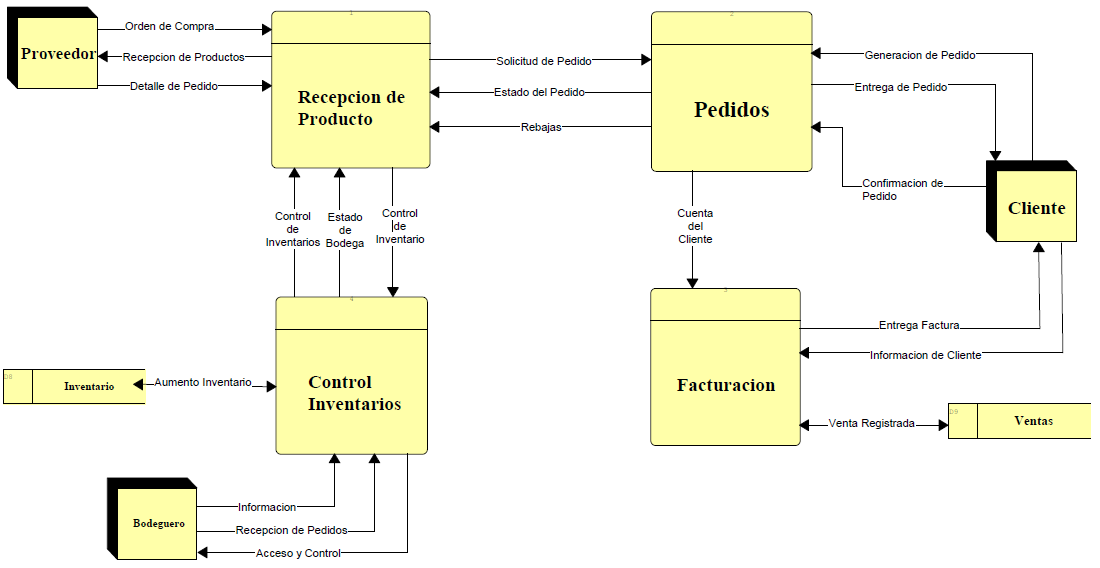 1
2
Proveedor
Orden de Compra
Recepcion de Productos
Detalle de Pedido
Recepcion de
Producto
Solicitud de Pedido
Estado del Pedido
Rebajas
Pedidos
Generacion de Pedido
Entrega de Pedido
Confirmacion de
Pedido
Cliente
Control
de
Inventarios
Estado
de
Bodega
Control
de
Inventario
Cuenta
del
Cliente
4
3
Control
Inventarios
Facturacion
Entrega Factura
Informacion de Cliente
D8
Inventario
Aumento Inventario
Venta Registrada
D9
Ventas
Bodeguero
Informacion
Recepcion de Pedidos
Acceso y Control